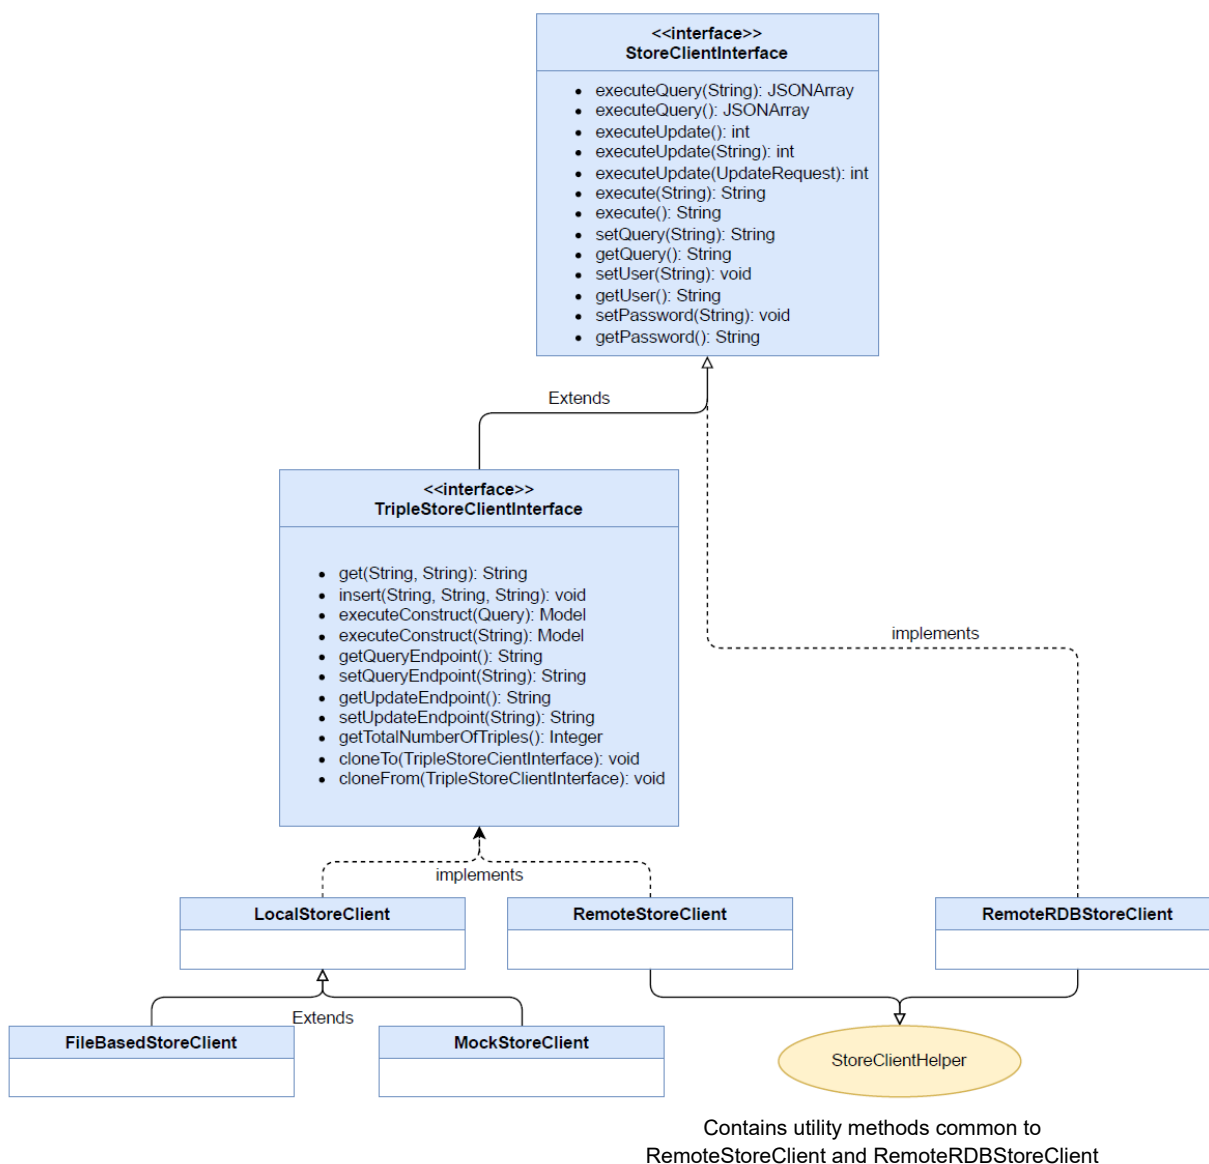 <<interface>>
StoreClientInterface
executeQuery(String): JSONArray
executeQuery(): JSONArray
executeUpdate(): int
executeUpdate(String): int
executeUpdate(UpdateRequest): int
execute(String): String
execute(): String
setQuery(String): String
getQuery(): String
setUser(String): void
getUser(): String
setPassword(String): void
getPassword(): String
Extends
<<interface>>
TripleStoreClientInterface
get(String, String): String
insert(String, String, String): void
executeConstruct(Query): Model
executeConstruct(String): Model
getQueryEndpoint(): String
setQueryEndpoint(String): String
getUpdateEndpoint(): String
setUpdateEndpoint(String): String
getTotalNumberOfTriples(): Integer
cloneTo(TripleStoreCientInterface): void
cloneFrom(TripleStoreClientInterface): void
implements
implements
LocalStoreClient
RemoteStoreClient
RemoteRDBStoreClient
Extends
FileBasedStoreClient
MockStoreClient
StoreClientHelper
Contains utility methods common to
RemoteStoreClient and RemoteRDBStoreClient